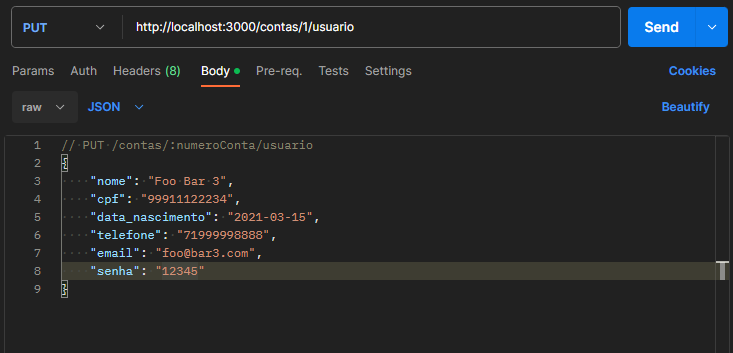 PUT http://localhost:3000/contas/1/usuario Send
Params Auth Headers (8) Body Pre-req. Tests Settings Cookies
raw JSON Beautify
1 // PUT /contas/:numeroConta/usuario
2 {
3 "nome": "Foo Bar 3",
4 "cpf": "99911122234",
5 "data_nascimento": "2021-03-15",
6 "telefone": "71999998888",
7 "email": "foo@bar3.com",
8 "senha": "12345"
9 }